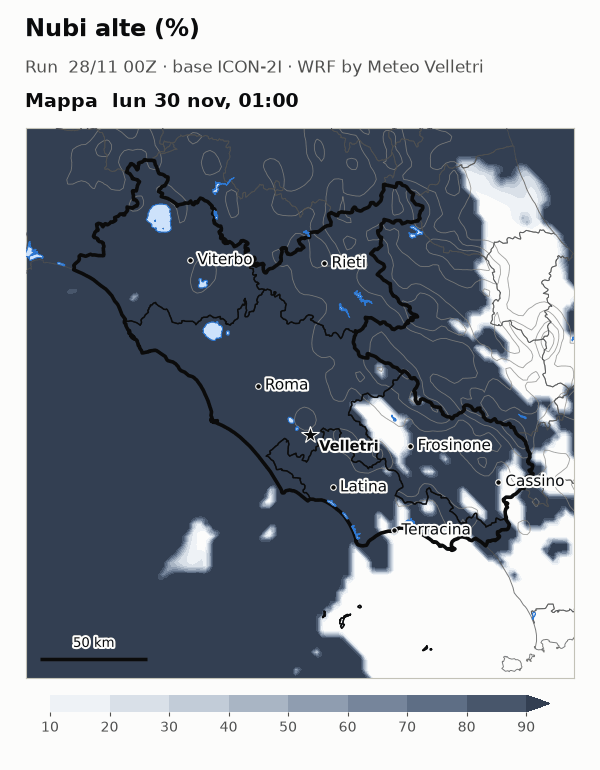 Nubi alte (%)
Run  28/11 00Z · base ICON-2I · WRF by Meteo Velletri
Mappa  lun 30 nov, 01:00
Viterbo
Rieti
Roma
Velletri
Frosinone
Cassino
Latina
Terracina
50 km
10 20 30 40 50 60 70 80 90